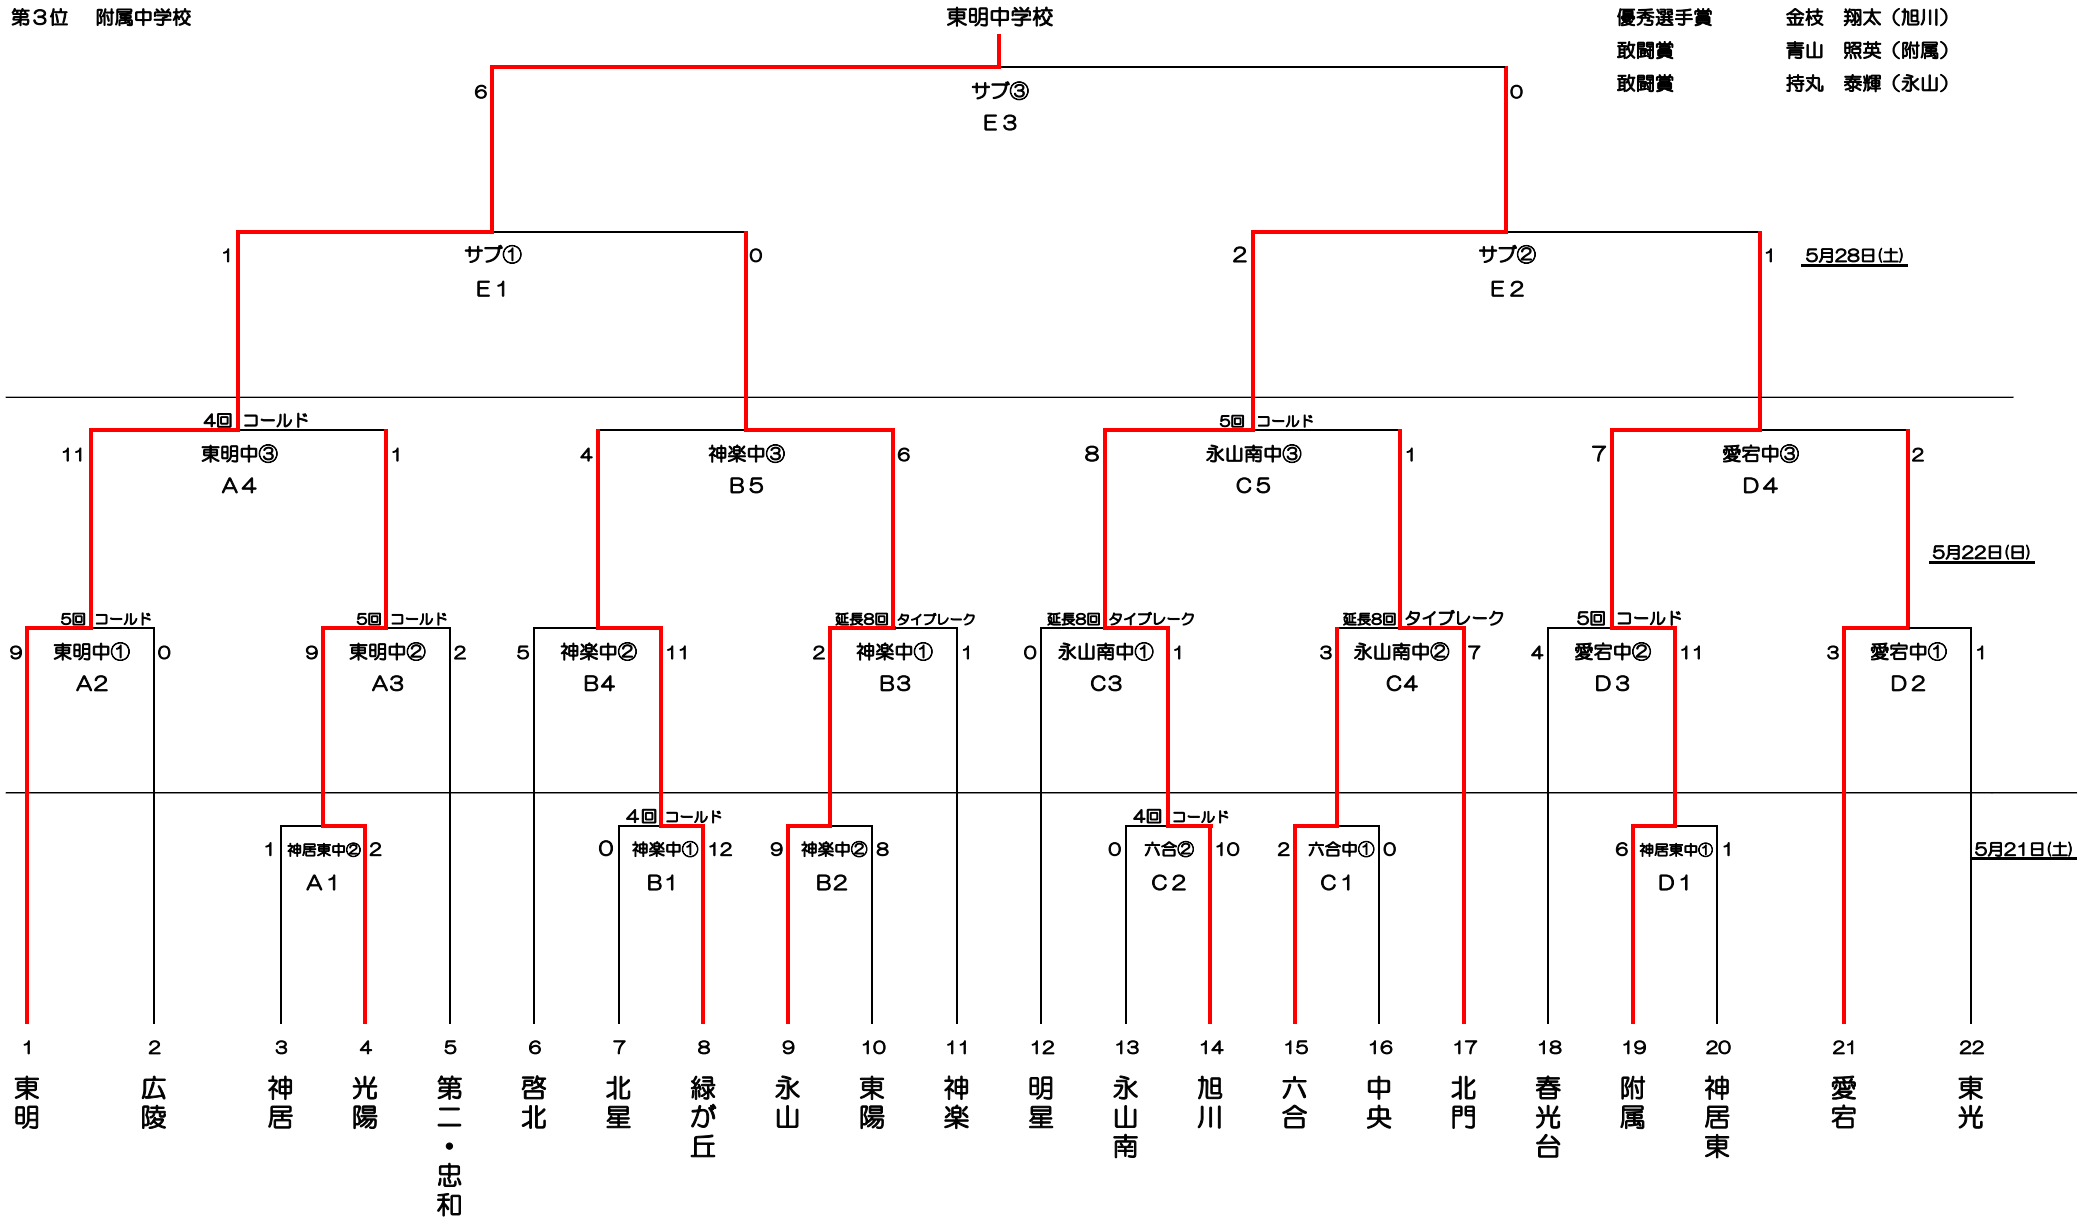 第３位　附属中学校
東明中学校
優秀選手賞　金枝　翔太（旭川）
敢闘賞　青山　照英（附属）
敢闘賞　持丸　泰輝（永山）
6 サブ③ 0
Ｅ３
1 サブ① 0 2 サブ② 1 5月28日(土)
Ｅ１ Ｅ２
4回 コールド 5回 コールド
11 東明中③ 1 4 神楽中③ 6 8 永山南中③ 1 7 愛宕中③ 2
Ａ４ Ｂ５ Ｃ５ Ｄ４
5月22日(日)
5回 コールド 5回 コールド 延長8回 タイブレーク 延長8回 タイブレーク 延長8回 タイブレーク 5回 コールド
9 東明中① 0 9 東明中② 2 5 神楽中② 11 2 神楽中① 1 0 永山南中① 1 3 永山南中② 7 4 愛宕中② 11 3 愛宕中① 1
A2 A3 B4 B3 C3 C4 D3 D2
4回 コールド 4回 コールド
1 神居東中② 2 0 神楽中① 12 9 神楽中② 8 0 六合② 10 2 六合中① 0 6 神居東中① 1 5月21日(土)
Ａ１ Ｂ１ B2 C2 Ｃ１ Ｄ１
1 2 3 4 5 6 7 8 9 10 11 12 13 14 15 16 17 18 19 20 21 22
東明 広陵 神居 光陽 第二・忠和 啓北 北星 緑が丘 永山 東陽 神楽 明星 永山南 旭川 六合 中央 北門 春光台 附属 神居東 愛宕 東光